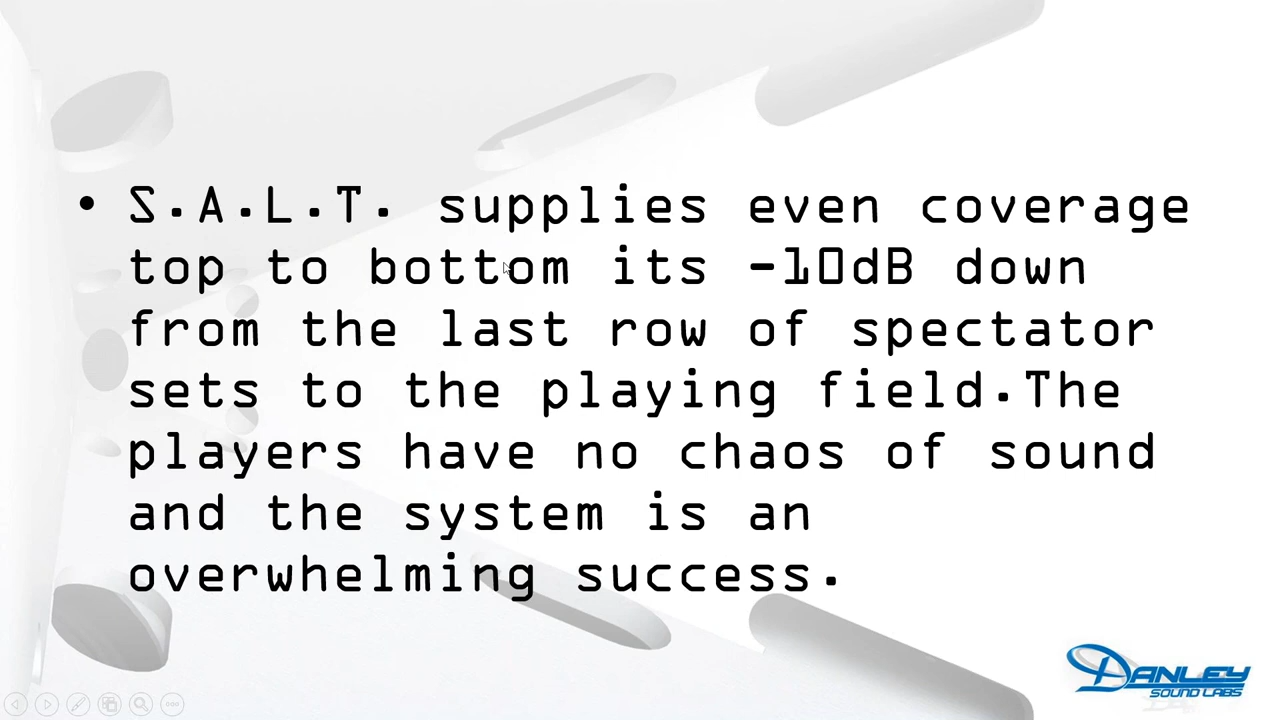 • S.A.L.T. supplies even coverage
top to bottom its -10dB down
from the last row of spectator
sets to the playing field.The
players have no chaos of sound
and the system is an
overwhelming success.
DANLEY
SOUND LABS